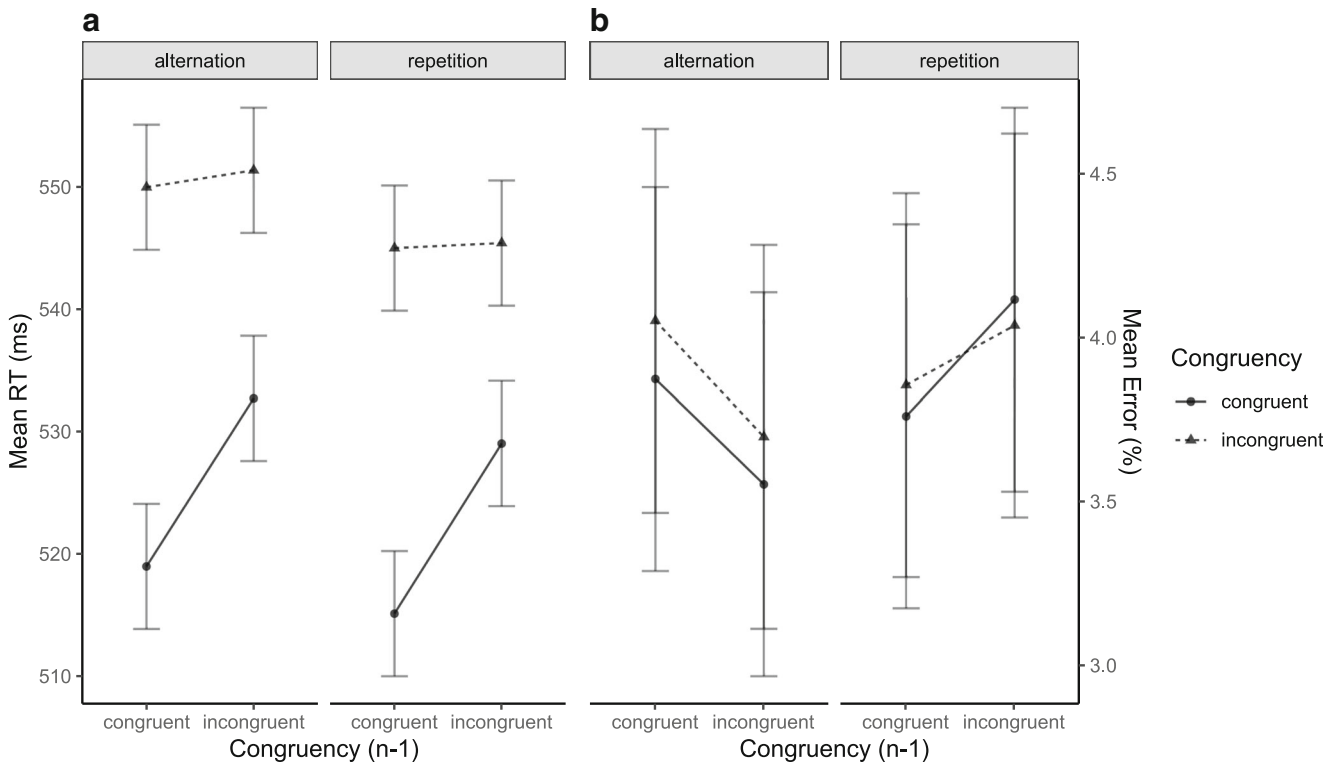 a
b
alternation
repetition
alternation
repetition
Mean RT (ms)
550
540
530
520
510
4.5
4.0
3.5
3.0
Mean Error (%)
Congruency
congruent
incongruent
congruent incongruent
congruent incongruent
congruent incongruent
congruent incongruent
Congruency (n-1)
Congruency (n-1)